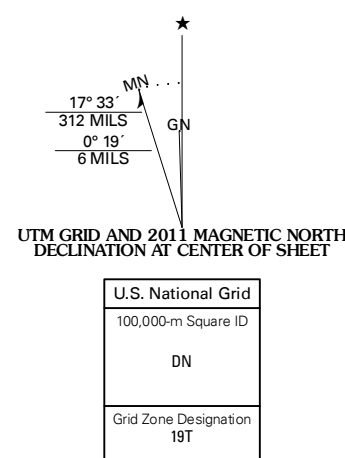 ★
MN
17° 33´
312 MILS
GN
0° 19´
6 MILS
UTM GRID AND 2011 MAGNETIC NORTH
DECLINATION AT CENTER OF SHEET
U.S. National Grid
100,000-m Square ID
DN
Grid Zone Designation
19T